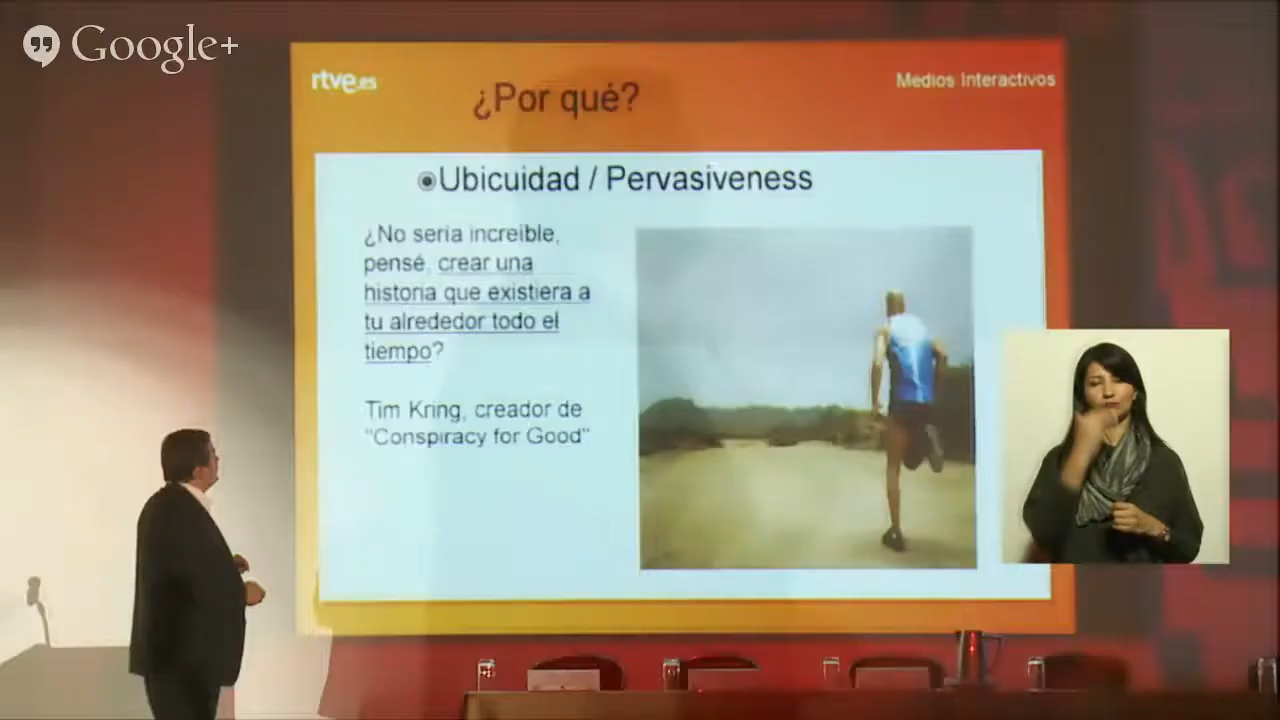 Google+
rtve.es
Medios Interactivos
¿Por qué?
Ubicuidad / Pervasiveness
¿No sería increíble,
pensé, crear una
historia que existiera a
tu alrededor todo el
tiempo?
Tim Kring, creador de
"Conspiracy for Good"